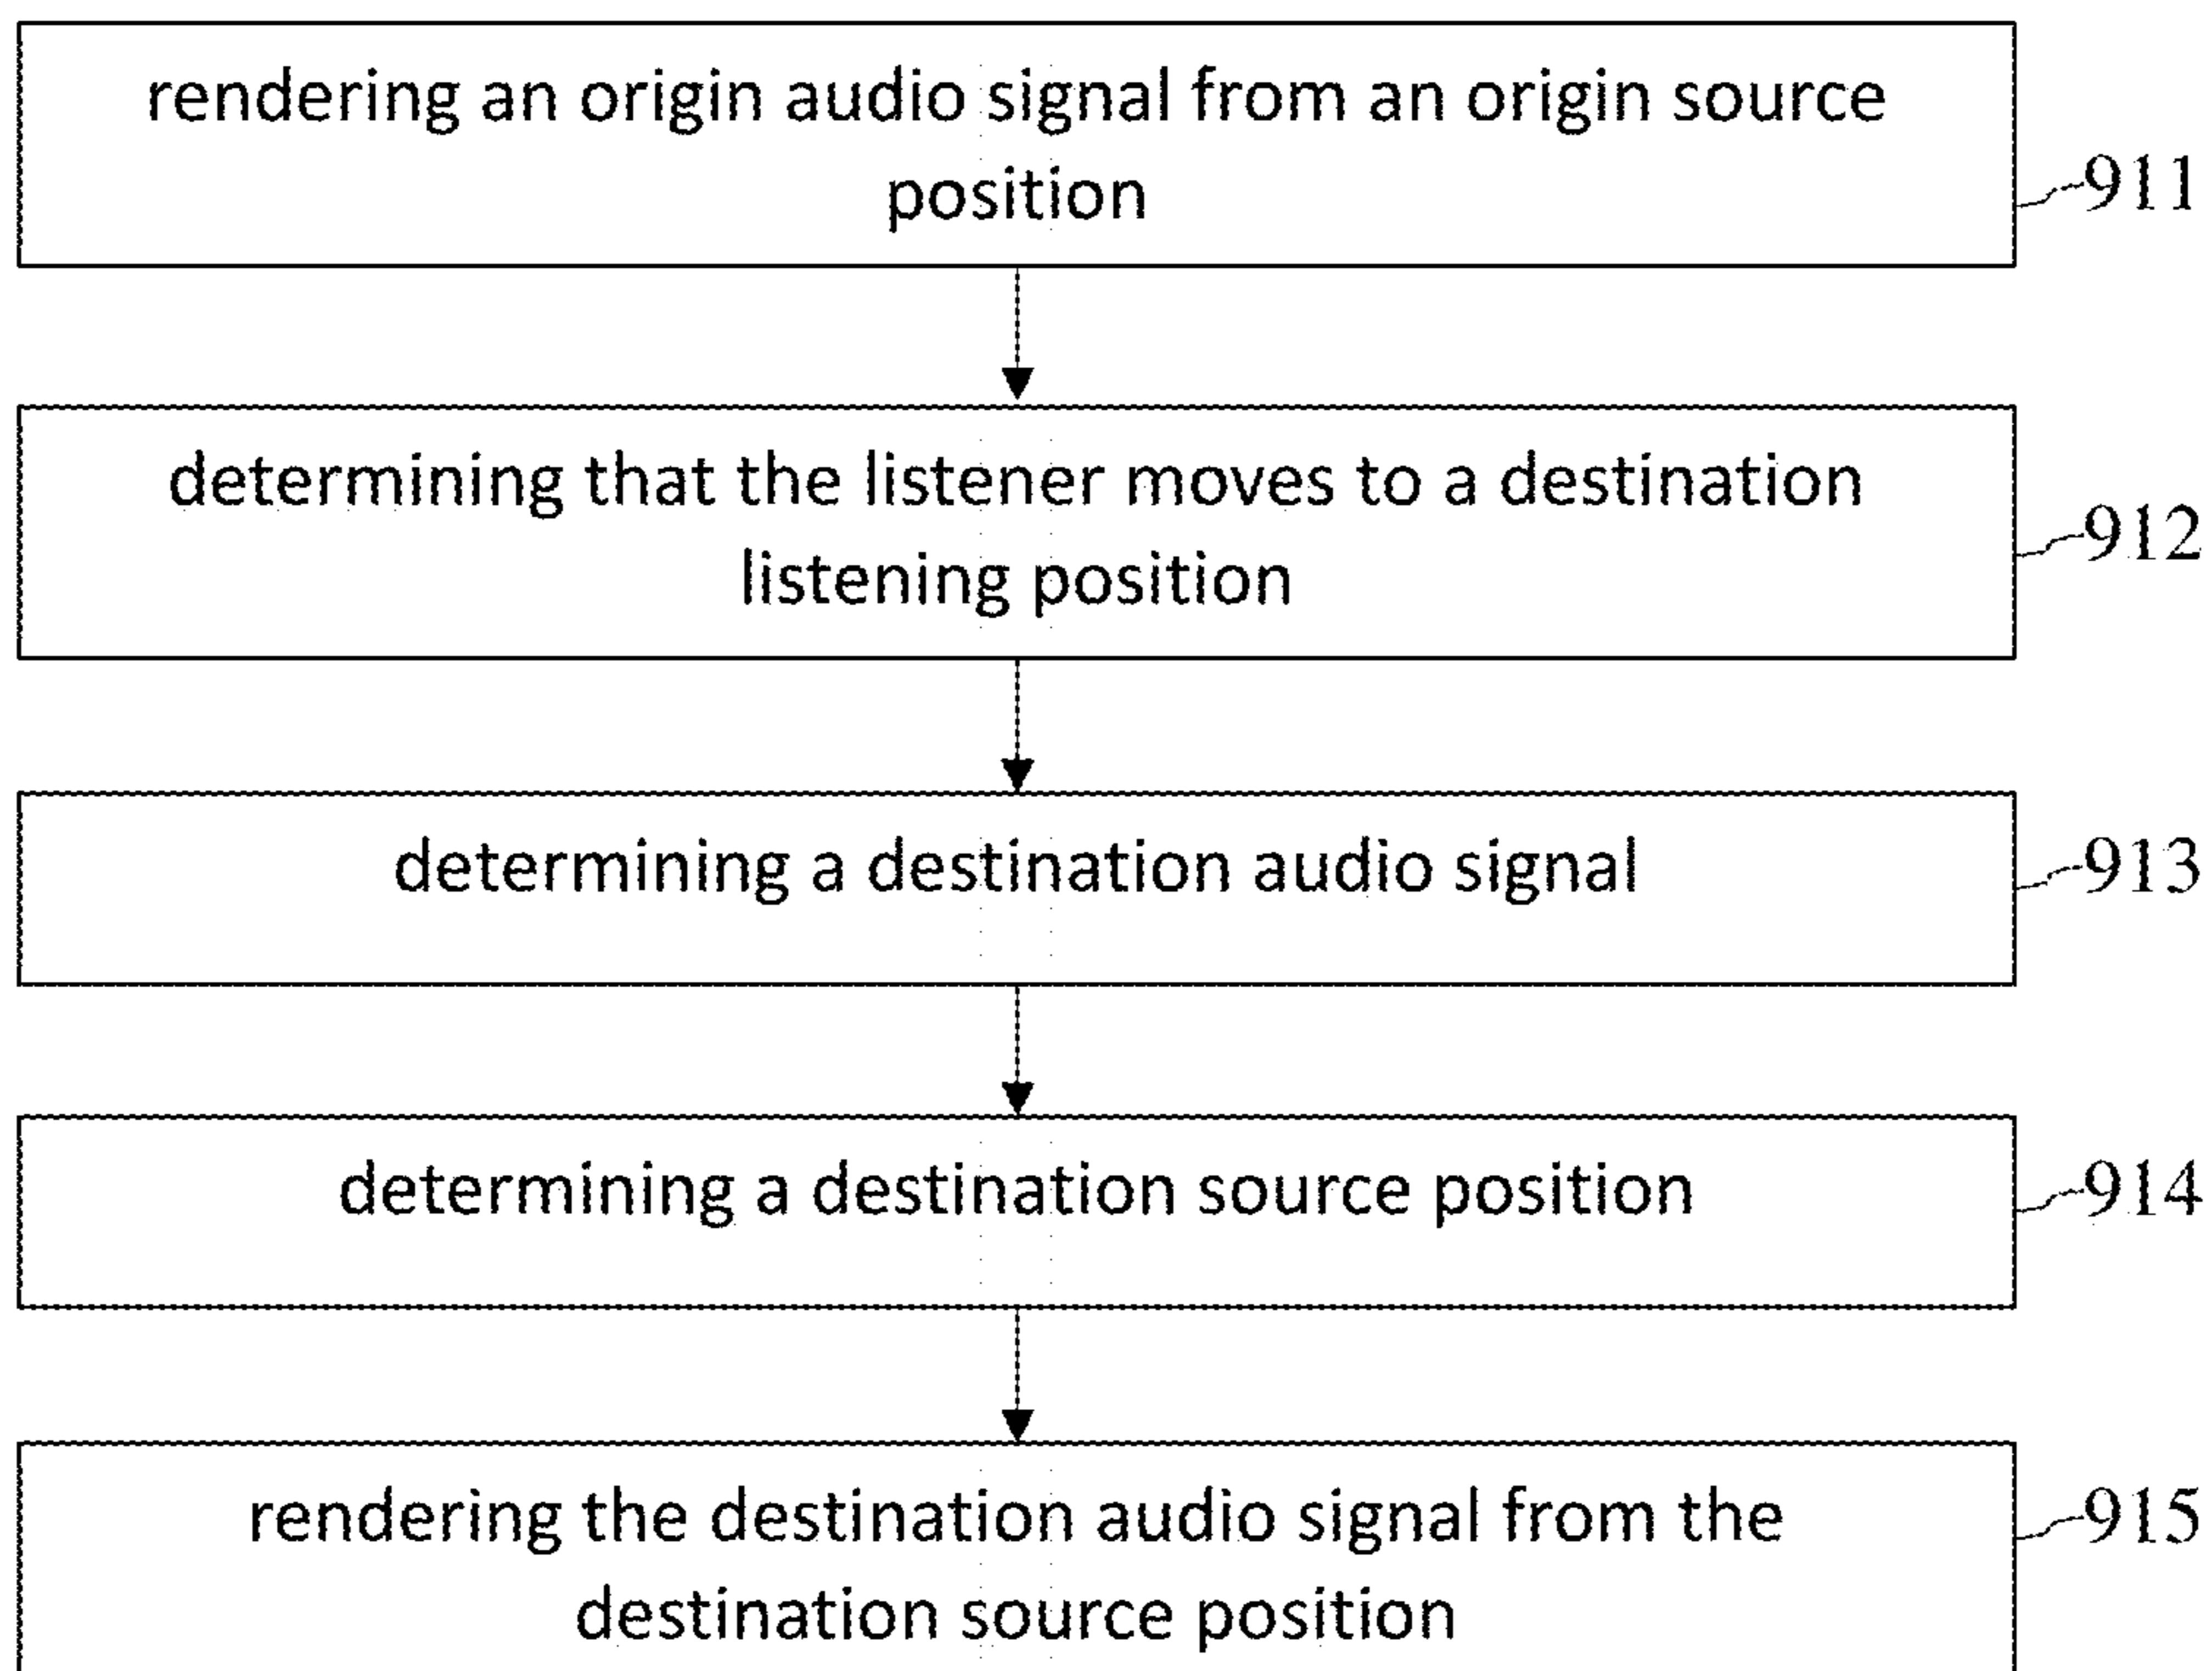 rendering an origin audio signal from an origin source
position
911
determining that the listener moves to a destination
listening position
912
determining a destination audio signal
913
determining a destination source position
914
rendering the destination audio signal from the
destination source position
915